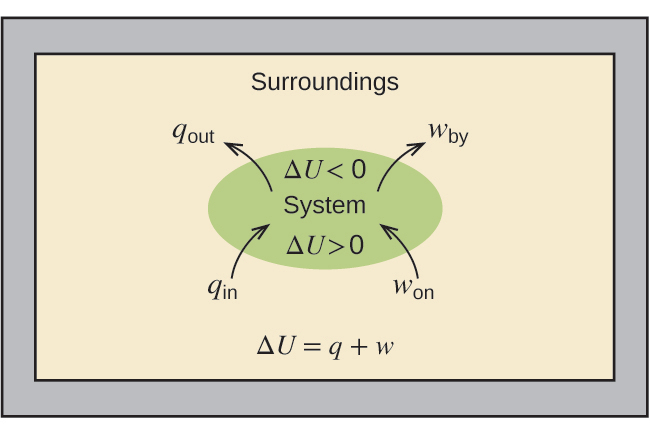 Surroundings
q_out w_by
ΔU < 0
System
ΔU > 0
q_in w_on
ΔU = q + w